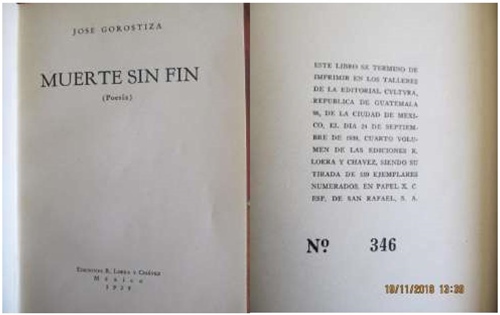 JOSE GOROSTIZA
MUERTE SIN FIN
(Poesía)
EDICIONES R. LOERA Y CHÁVEZ
México
1939
ESTE LIBRO SE TERMINO DE
IMPRIMIR EN LOS TALLERES
DE LA EDITORIAL CVLTVRA,
REPUBLICA DE GUATEMALA
96, DE LA CIUDAD DE MEXI-
CO, EL DÍA 24 DE SEPTIEM-
BRE DE 1939. CUARTO VOLU-
MEN DE LAS EDICIONES R.
LOERA Y CHAVEZ, SIENDO SU
TIRADA DE EJEMPLARES
NUMERADOS, EN PAPEL X. C.
ESP. DE SAN RAFAEL, S. A.
Nº 346
19/11/2018 13:39